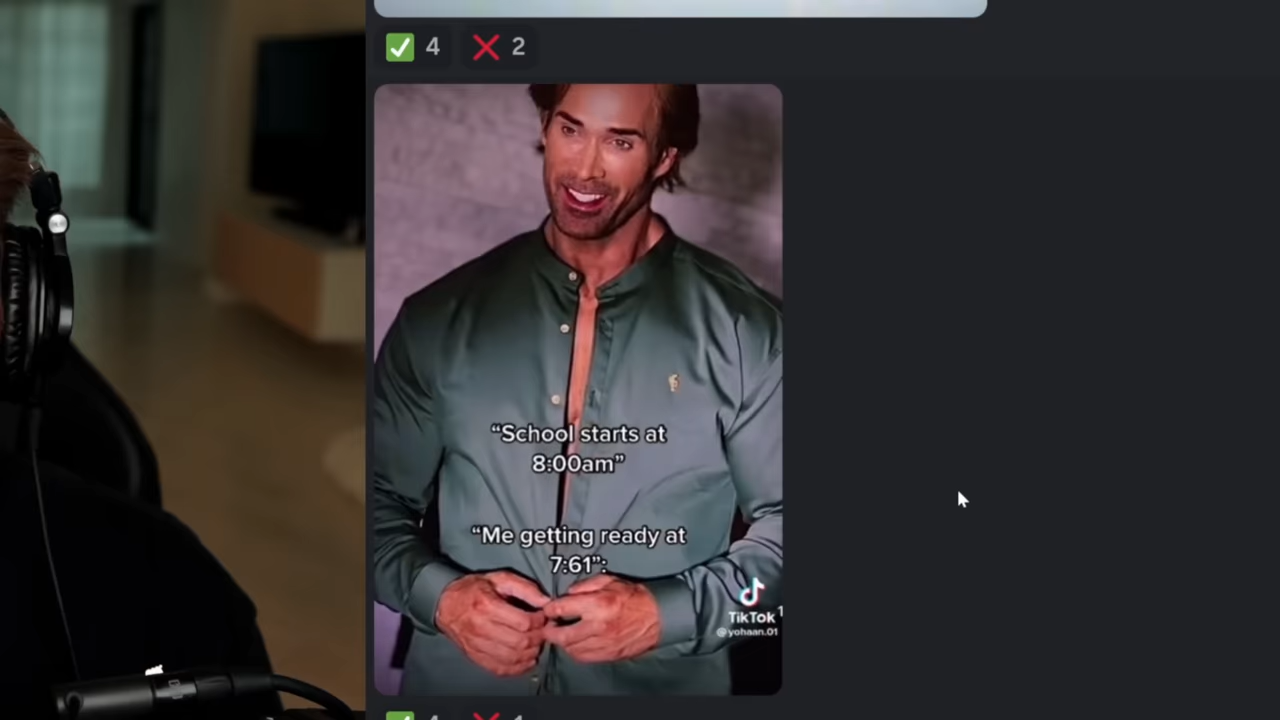 4 2
“School starts at
8:00am”
“Me getting ready at
7:61”:
TikTok
@yohaan.01